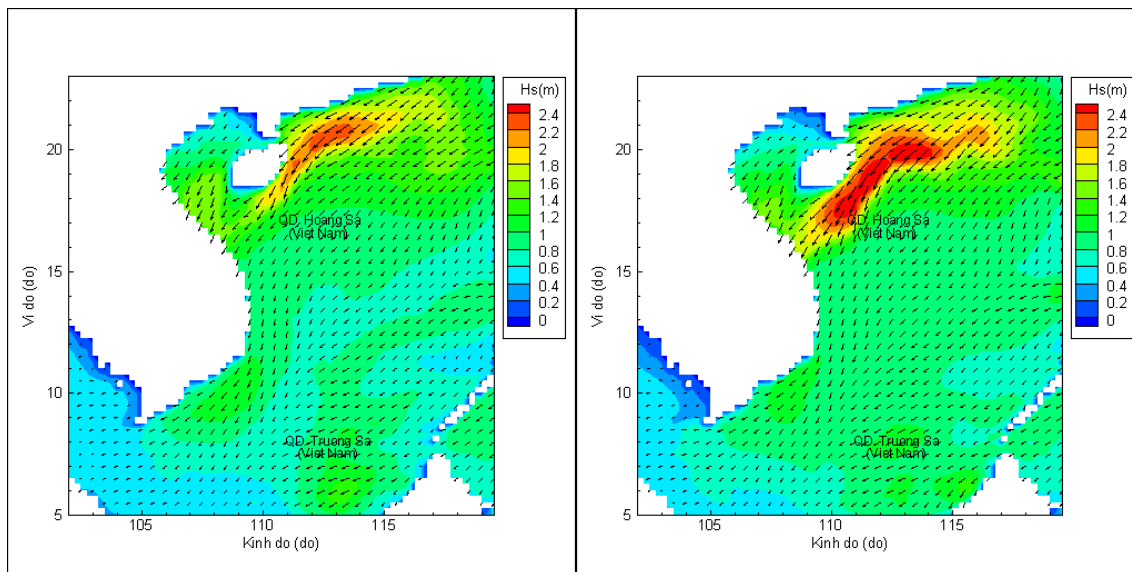 Hs(m)
2.4
2.2
2
1.8
1.6
1.4
1.2
1
0.8
0.6
0.4
0.2
0
20
15
10
5
Vi do (do)
QD. Hoang Sa
(Viet Nam)
QD. Truong Sa
(Viet Nam)
105
110
115
Kinh do (do)
Hs(m)
2.4
2.2
2
1.8
1.6
1.4
1.2
1
0.8
0.6
0.4
0.2
0
20
15
10
5
Vi do (do)
QD. Hoang Sa
(Viet Nam)
QD. Truong Sa
(Viet Nam)
105
110
115
Kinh do (do)